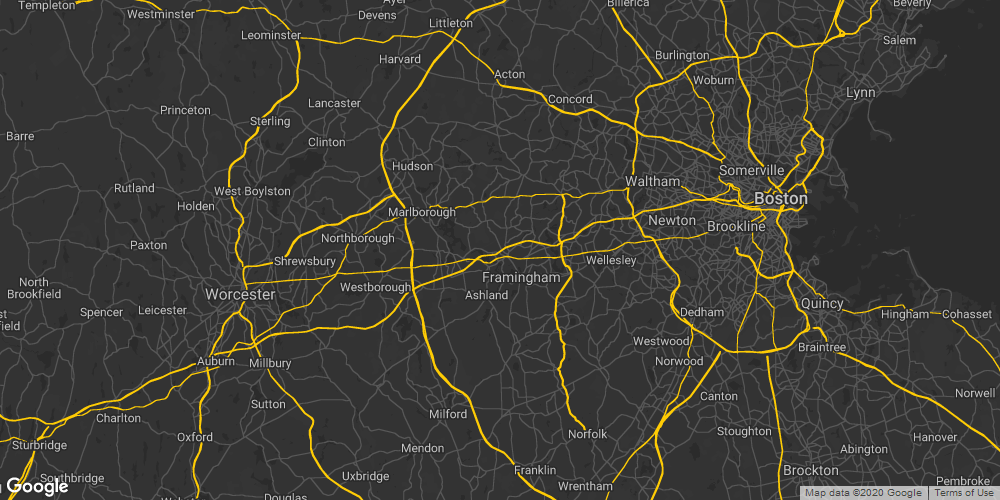 Templeton
Westminster
Devens
Ayer
Littleton
Billerica
Beverly
Leominster
Salem
Harvard
Burlington
Acton
Woburn
Lynn
Princeton
Lancaster
Concord
Sterling
Barre
Clinton
Hudson
Somerville
Waltham
Rutland
West Boylston
Boston
Holden
Marlborough
Newton
Brookline
Paxton
Northborough
Shrewsbury
Wellesley
Framingham
North
Brookfield
Worcester
Westborough
Ashland
Quincy
Spencer
Leicester
Dedham
Hingham
Cohasset
st
field
Westwood
Braintree
Auburn
Millbury
Norwood
Norwell
Sutton
Canton
Charlton
Milford
Oxford
Norfolk
Stoughton
Hanover
Sturbridge
Mendon
Abington
Southbridge
Uxbridge
Franklin
Brockton
Pembroke
Google
Webst
Douglas
Wrentham
Map data ©2020 Google
Terms of Use